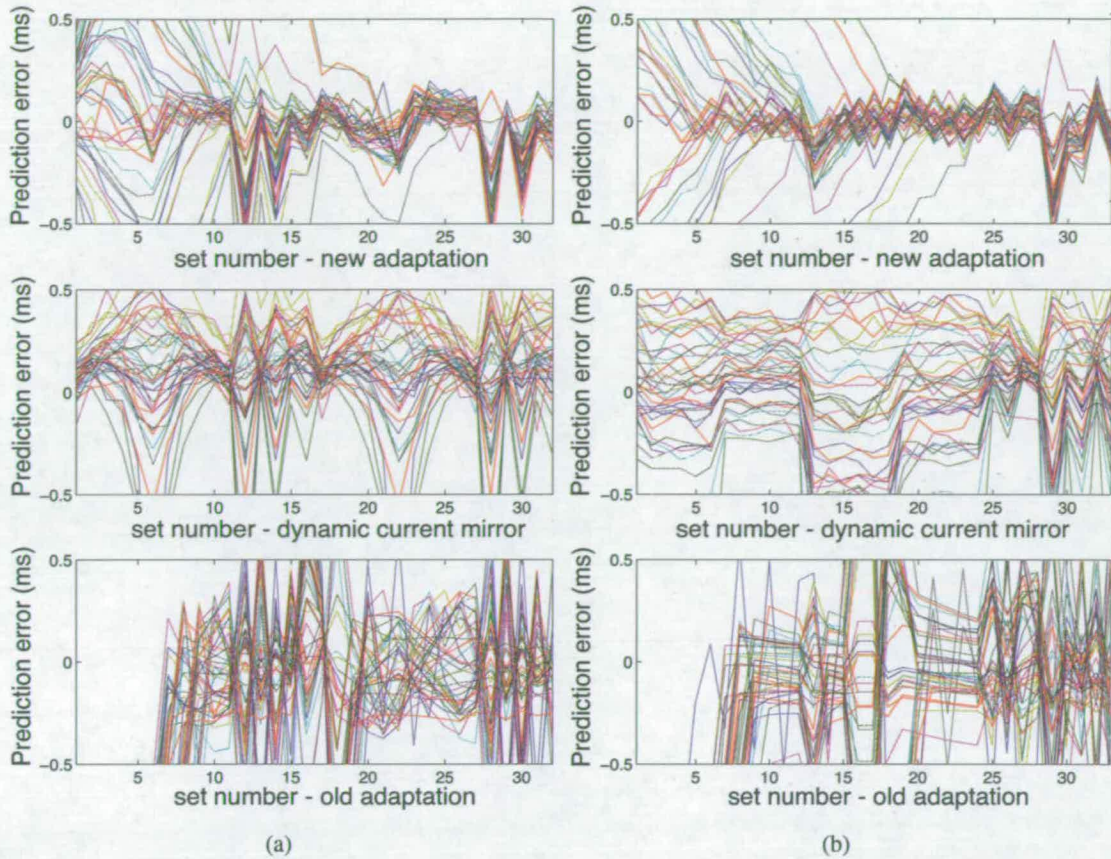 Prediction error (ms)
0.5
0
−0.5
5 10 15 20 25 30
set number - new adaptation
Prediction error (ms)
0.5
0
−0.5
5 10 15 20 25 30
set number - new adaptation
Prediction error (ms)
0.5
0
−0.5
5 10 15 20 25 30
set number - dynamic current mirror
Prediction error (ms)
0.5
0
−0.5
5 10 15 20 25 30
set number - dynamic current mirror
Prediction error (ms)
0.5
0
−0.5
5 10 15 20 25 30
set number - old adaptation
Prediction error (ms)
0.5
0
−0.5
5 10 15 20 25 30
set number - old adaptation
(a)
(b)